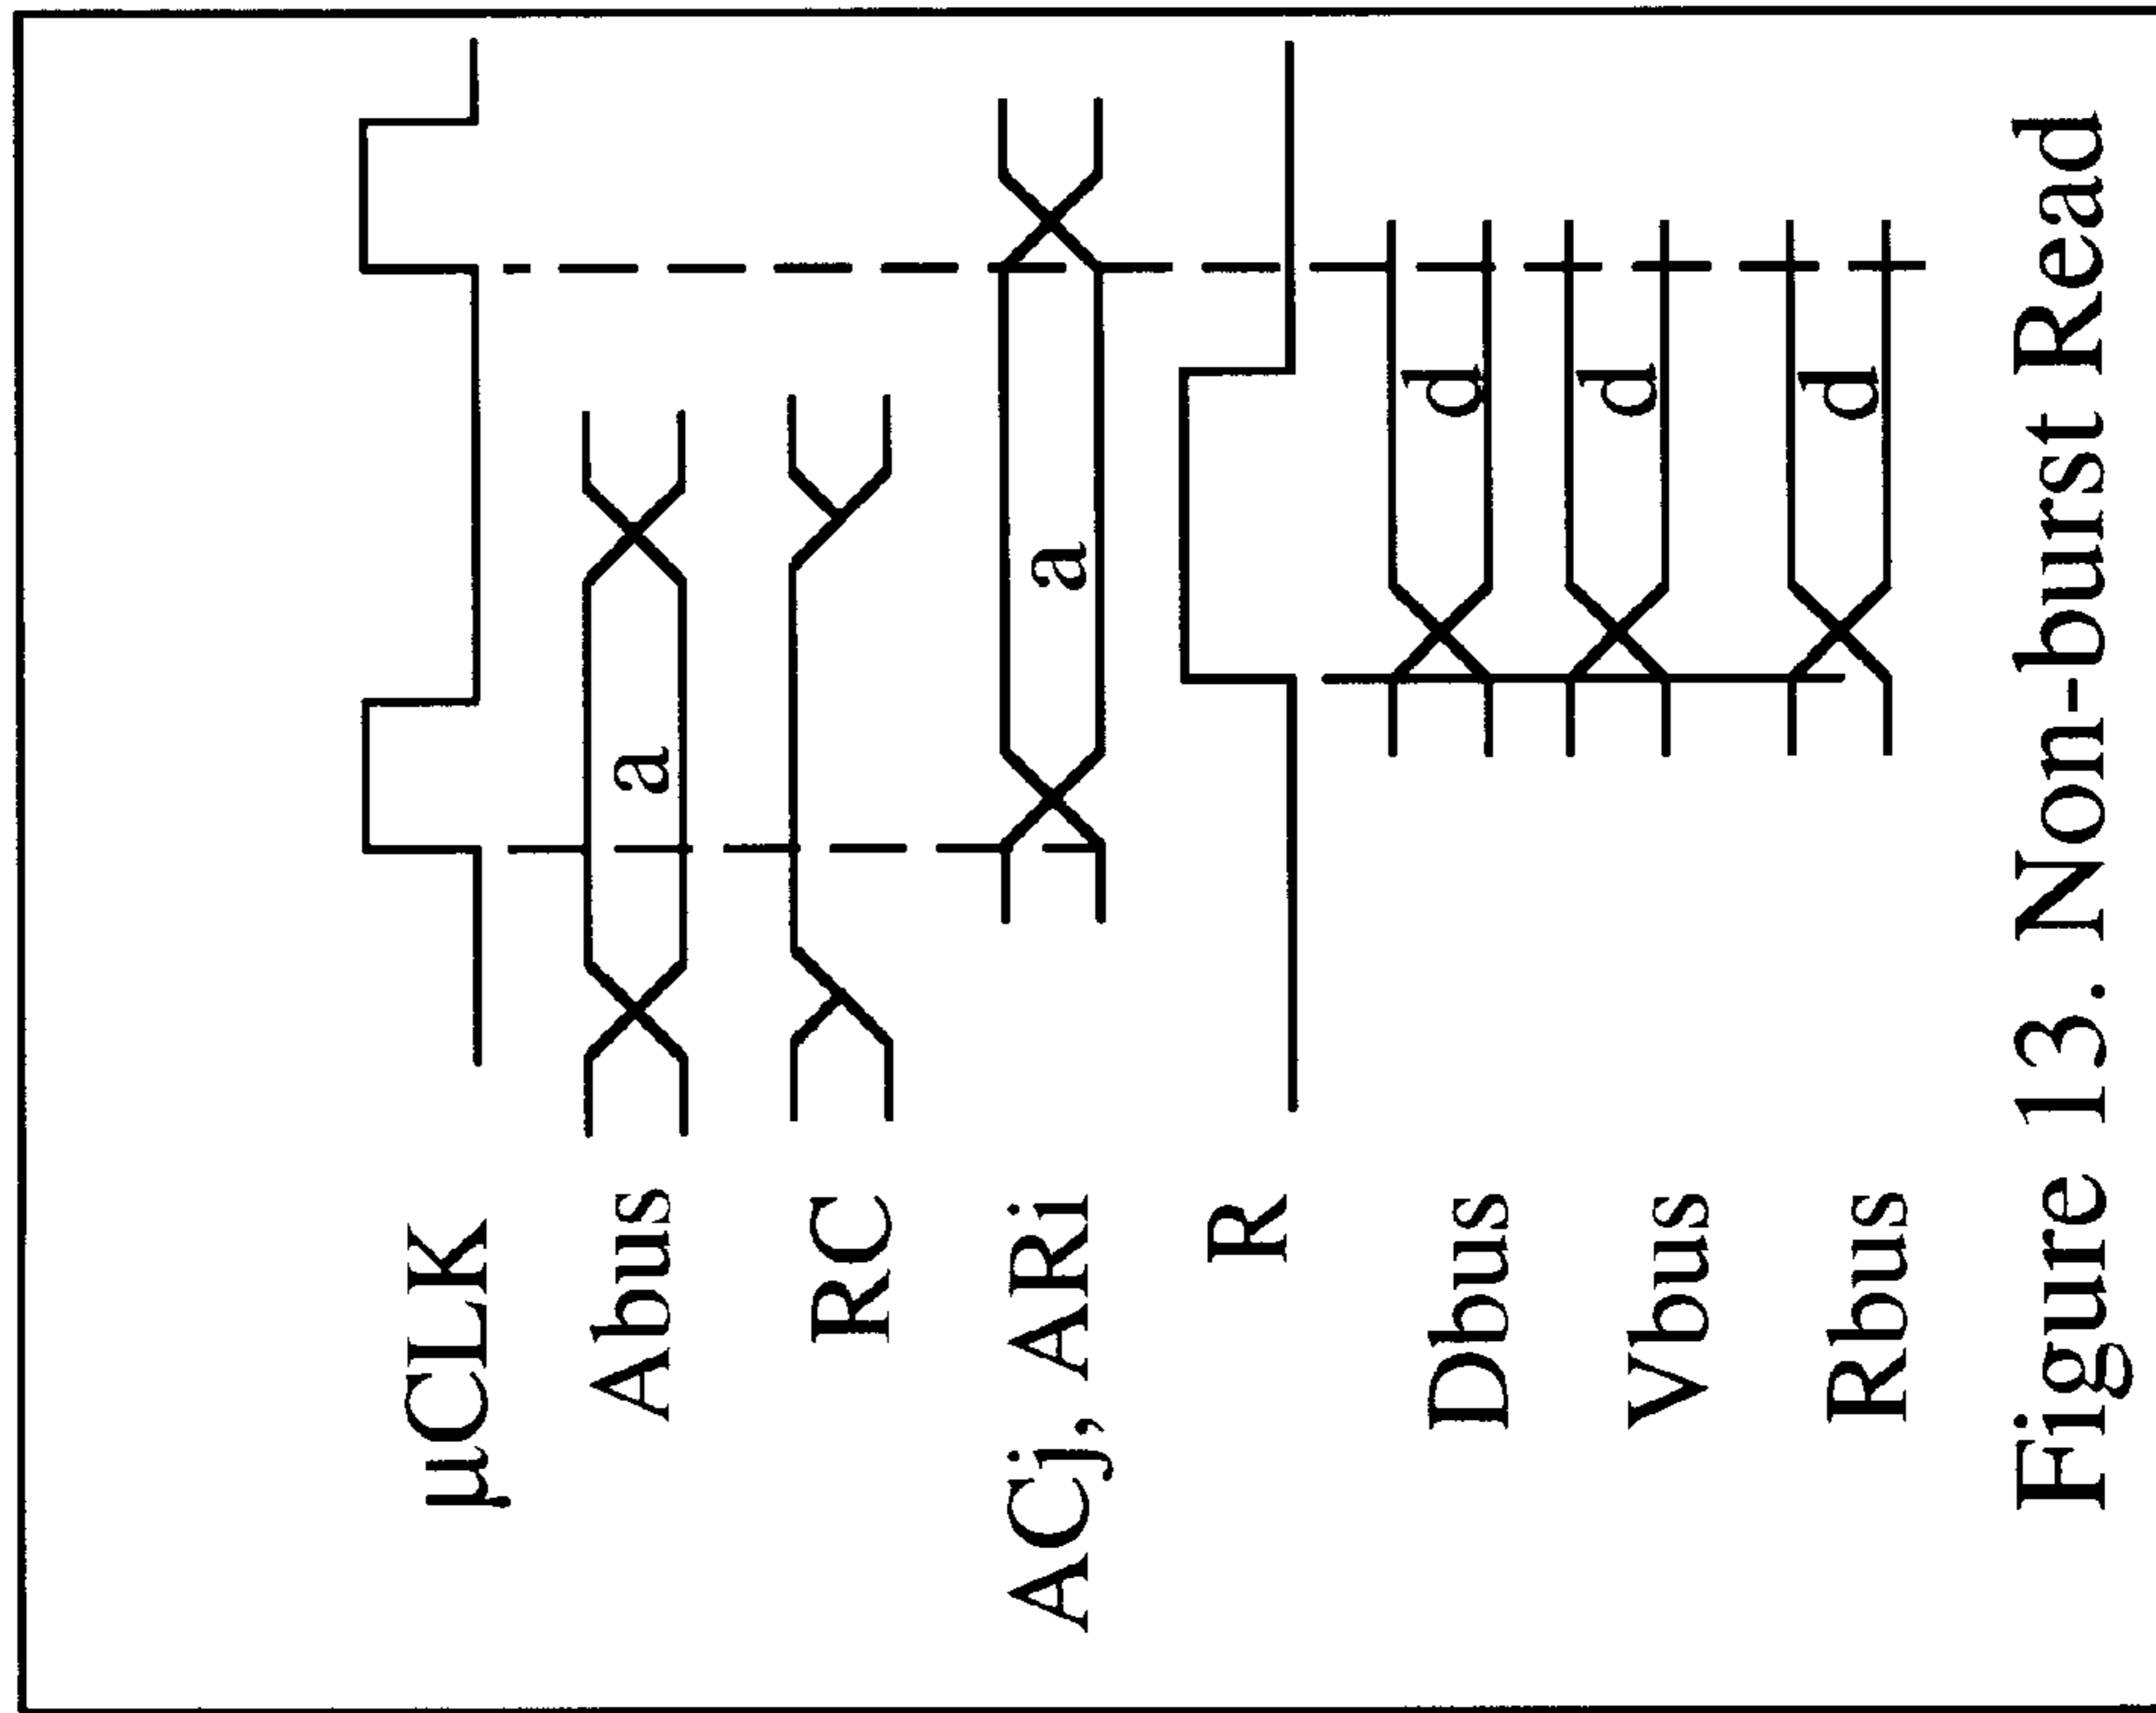 µCLK
Abus
a
RC
ACj, ARi
a
R
Dbus
d
Vbus
d
Rbus
d
Figure 13. Non-burst Read